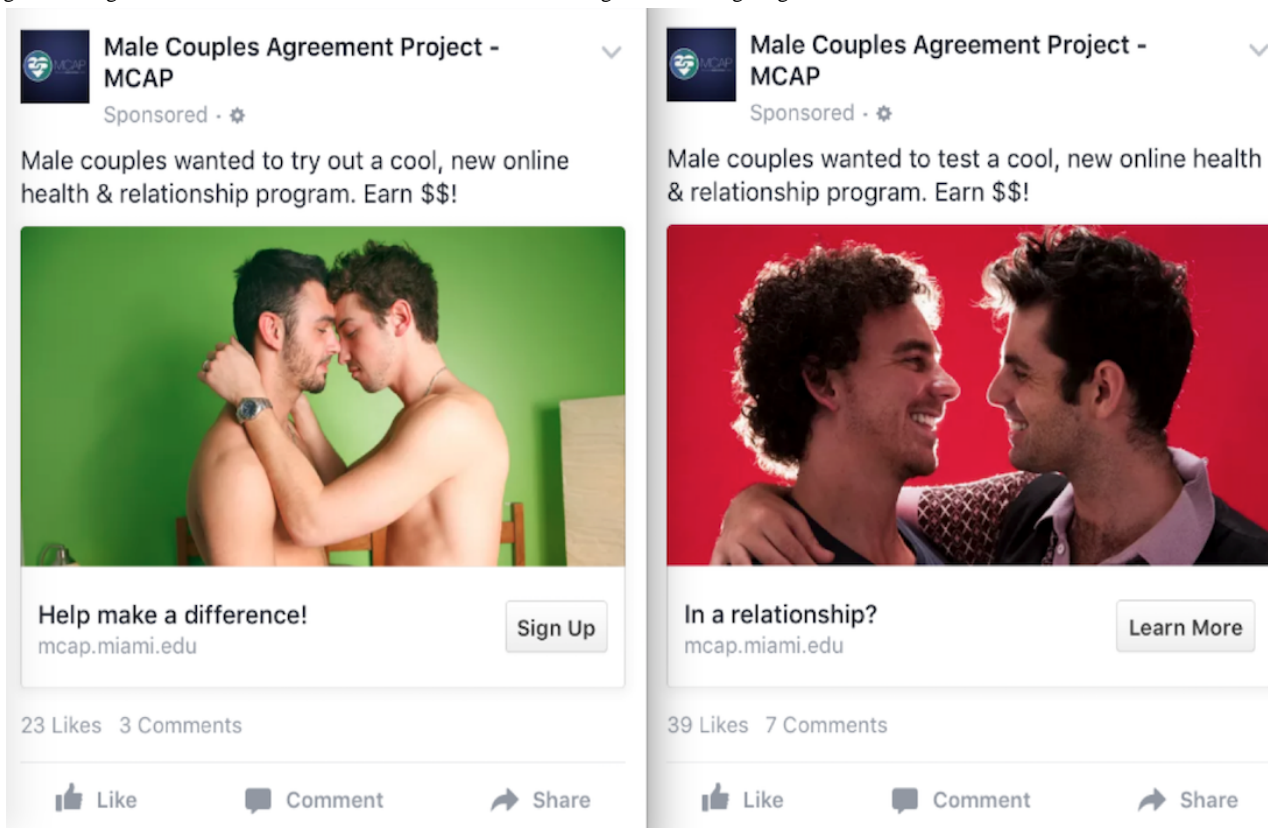 Male Couples Agreement Project -
MCAP
Sponsored ·
Male couples wanted to try out a cool, new online
health & relationship program. Earn $$!
Help make a difference!
mcap.miami.edu
Sign Up
23 Likes 3 Comments
Like Comment Share
Male Couples Agreement Project -
MCAP
Sponsored ·
Male couples wanted to test a cool, new online health
& relationship program. Earn $$!
In a relationship?
mcap.miami.edu
Learn More
39 Likes 7 Comments
Like Comment Share